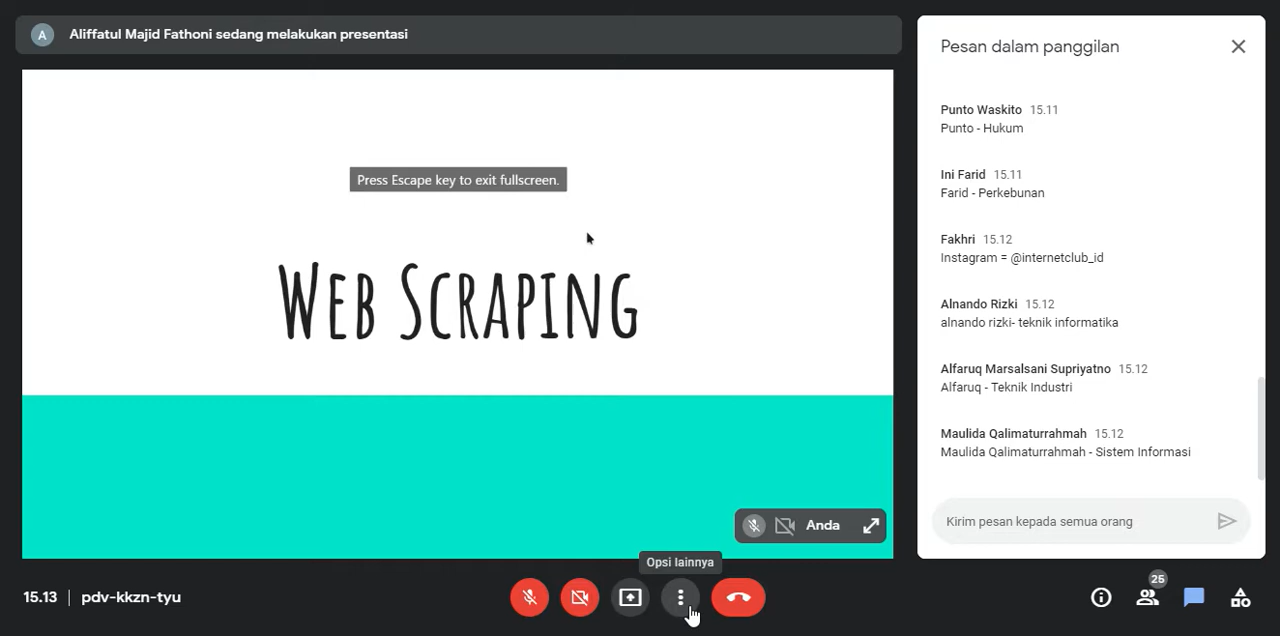 A
Aliffatul Majid Fathoni sedang melakukan presentasi
Press Escape key to exit fullscreen.
Web Scraping
Anda
Opsi lainnya
15.13 | pdv-kkzn-tyu
Pesan dalam panggilan
Punto Waskito 15.11
Punto - Hukum
Ini Farid 15.11
Farid - Perkebunan
Fakhri 15.12
Instagram = @internetclub_id
Alnando Rizki 15.12
alnando rizki- teknik informatika
Alfaruq Marsalsani Supriyatno 15.12
Alfaruq - Teknik Industri
Maulida Qalimaturrahmah 15.12
Maulida Qalimaturrahmah - Sistem Informasi
Kirim pesan kepada semua orang
25